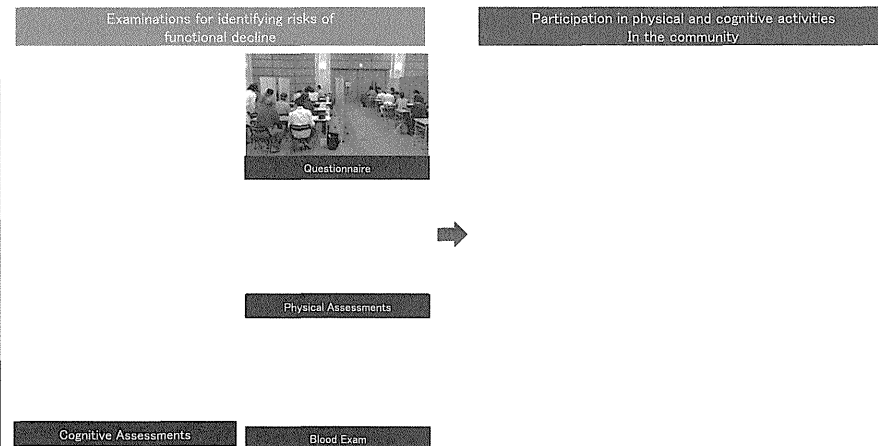 Examinations for identifying risks of
functional decline
Participation in physical and cognitive activities
In the community
Questionnaire
Physical Assessments
Cognitive Assessments
Blood Exam